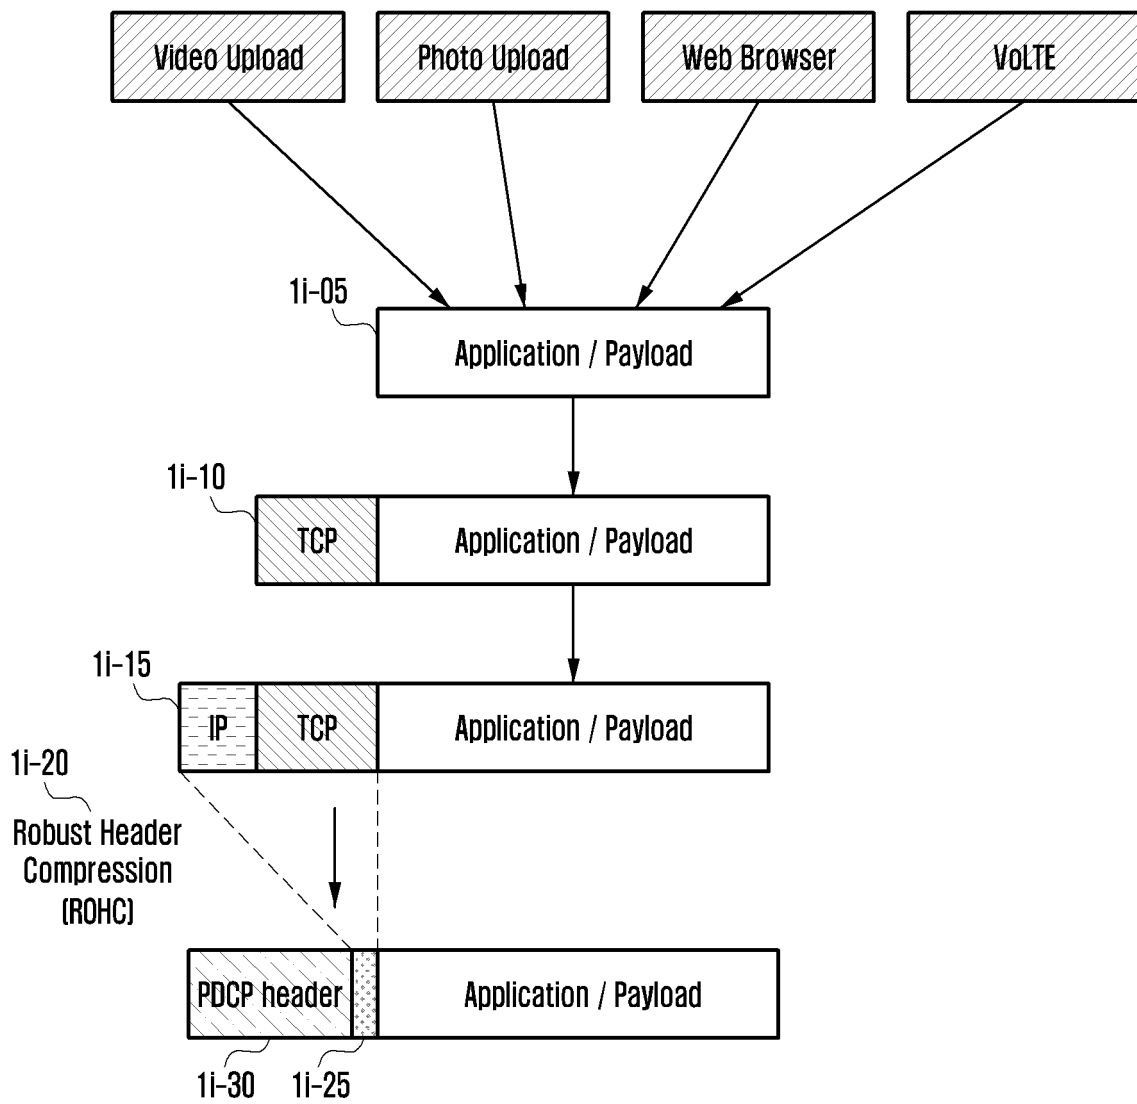 Video Upload
Photo Upload
Web Browser
VoLTE
1i-05
Application / Payload
1i-10
TCP
Application / Payload
1i-15
IP
TCP
Application / Payload
1i-20
Robust Header
Compression
(ROHC)
PDCP header
Application / Payload
1i-30
1i-25